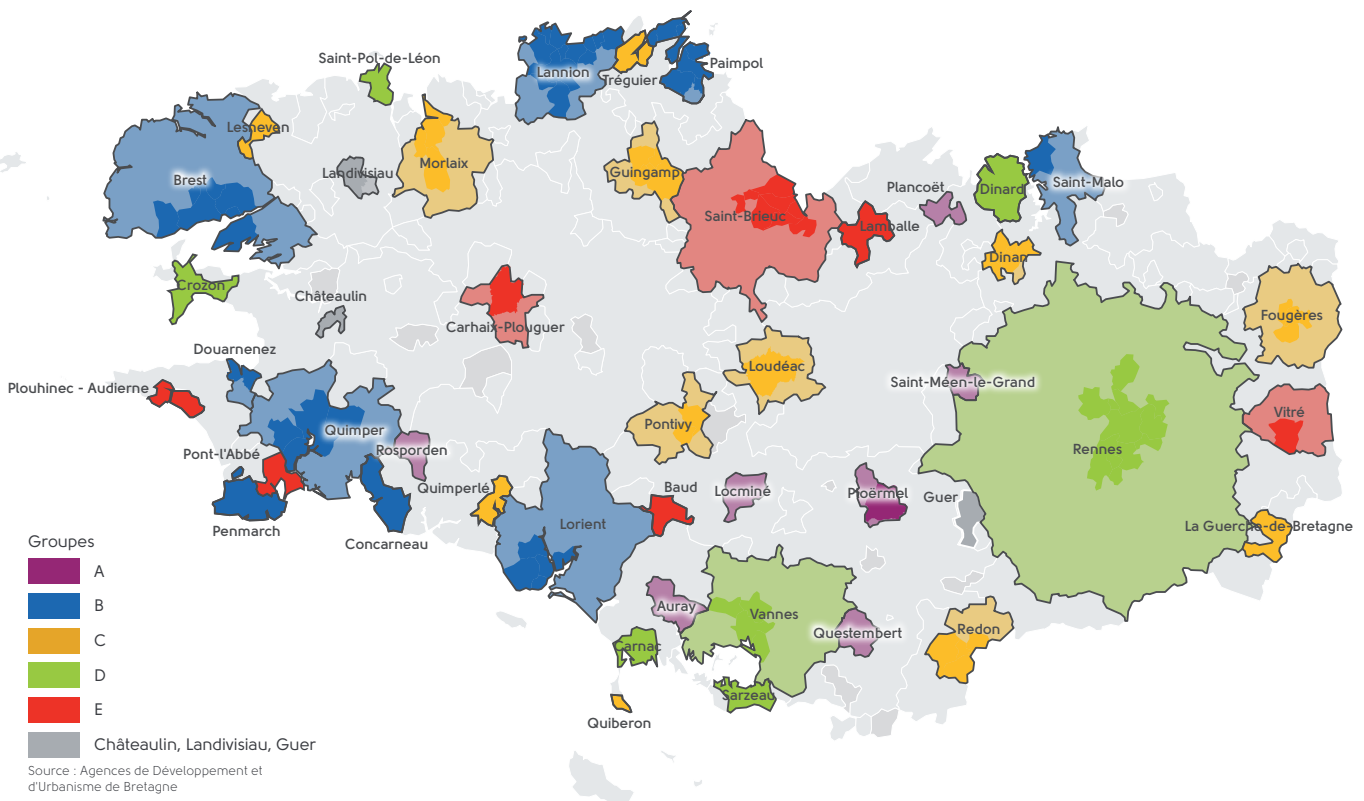 Saint-Pol-de-Léon
Lannion
Tréguier
Paimpol
Lesneven
Brest
Landivisiau
Morlaix
Guingamp
Saint-Brieuc
Lamballe
Plancoët
Dinard
Saint-Malo
Dinan
Crozon
Châteaulin
Carhaix-Plouguer
Fougères
Douarnenez
Plouhinec - Audierne
Loudéac
Saint-Méen-le-Grand
Vitré
Quimper
Pontivy
Rennes
Pont-l'Abbé
Rosporden
Quimperlé
Baud
Locminé
Ploërmel
Guer
Lorient
La Guerche-de-Bretagne
Penmarch
Concarneau
Auray
Vannes
Questembert
Redon
Carnac
Sarzeau
Quiberon
Groupes
A
B
C
D
E
Châteaulin, Landivisiau, Guer
Source : Agences de Développement et
d'Urbanisme de Bretagne